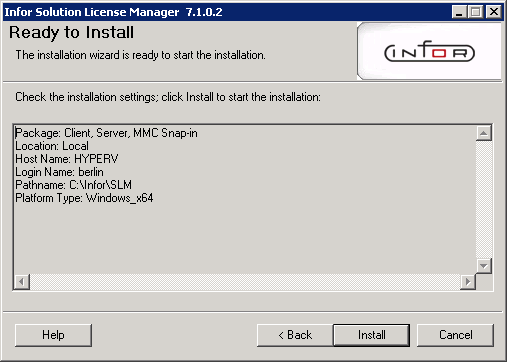 Infor Solution License Manager 7.1.0.2
Ready to Install
The installation wizard is ready to start the installation.
INFOR
Check the installation settings; click Install to start the installation:
Package: Client, Server, MMC Snap-in
Location: Local
Host Name: HYPERV
Login Name: berlin
Pathname: C:\Infor\SLM
Platform Type: Windows_x64
Help
< Back
Install
Cancel